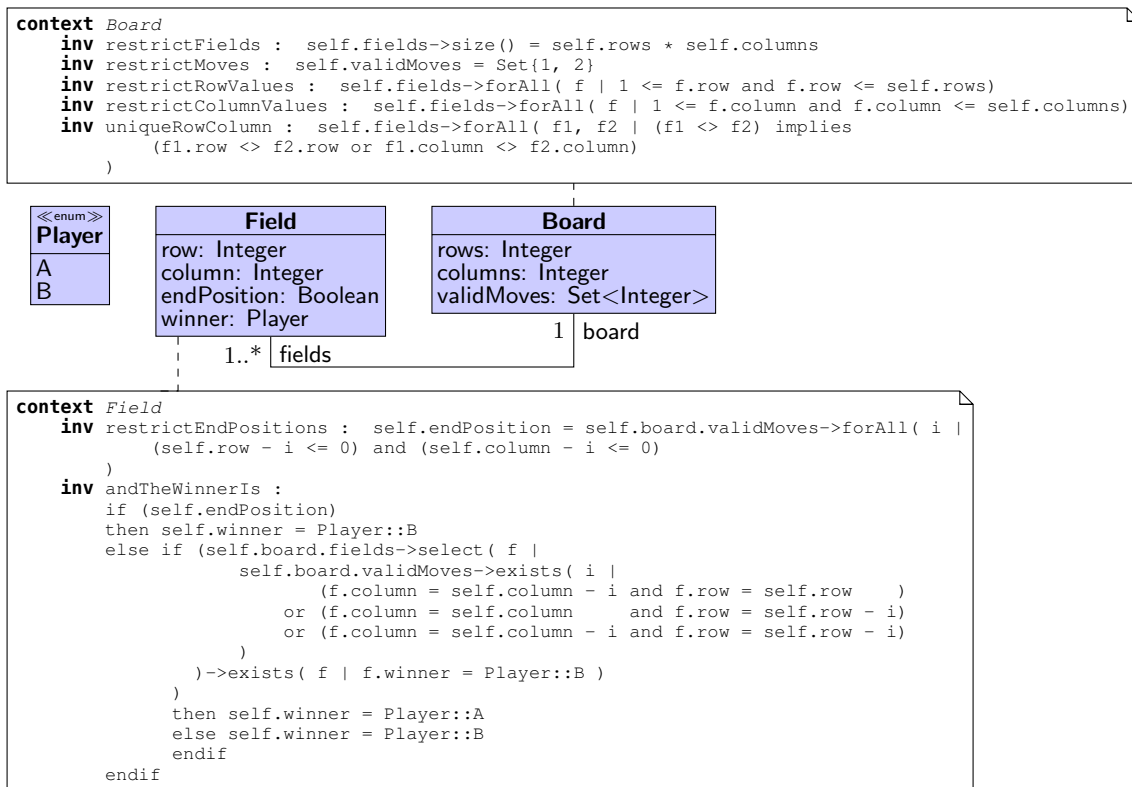 context Board
inv restrictFields : self.fields->size() = self.rows * self.columns
inv restrictMoves : self.validMoves = Set{1, 2}
inv restrictRowValues : self.fields->forAll( f | 1 <= f.row and f.row <= self.rows)
inv restrictColumnValues : self.fields->forAll( f | 1 <= f.column and f.column <= self.columns)
inv uniqueRowColumn : self.fields->forAll( f1, f2 | (f1 <> f2) implies
(f1.row <> f2.row or f1.column <> f2.column)
)
≪enum≫
Player
A
B
Field
row: Integer
column: Integer
endPosition: Boolean
winner: Player
Board
rows: Integer
columns: Integer
validMoves: Set<Integer>
1..* fields
1 board
context Field
inv restrictEndPositions : self.endPosition = self.board.validMoves->forAll( i |
(self.row - i <= 0) and (self.column - i <= 0)
)
inv andTheWinnerIs :
if (self.endPosition)
then self.winner = Player::B
else if (self.board.fields->select( f |
self.board.validMoves->exists( i |
(f.column = self.column - i and f.row = self.row )
or (f.column = self.column and f.row = self.row - i)
or (f.column = self.column - i and f.row = self.row - i)
)
)->exists( f | f.winner = Player::B )
)
then self.winner = Player::A
else self.winner = Player::B
endif
endif